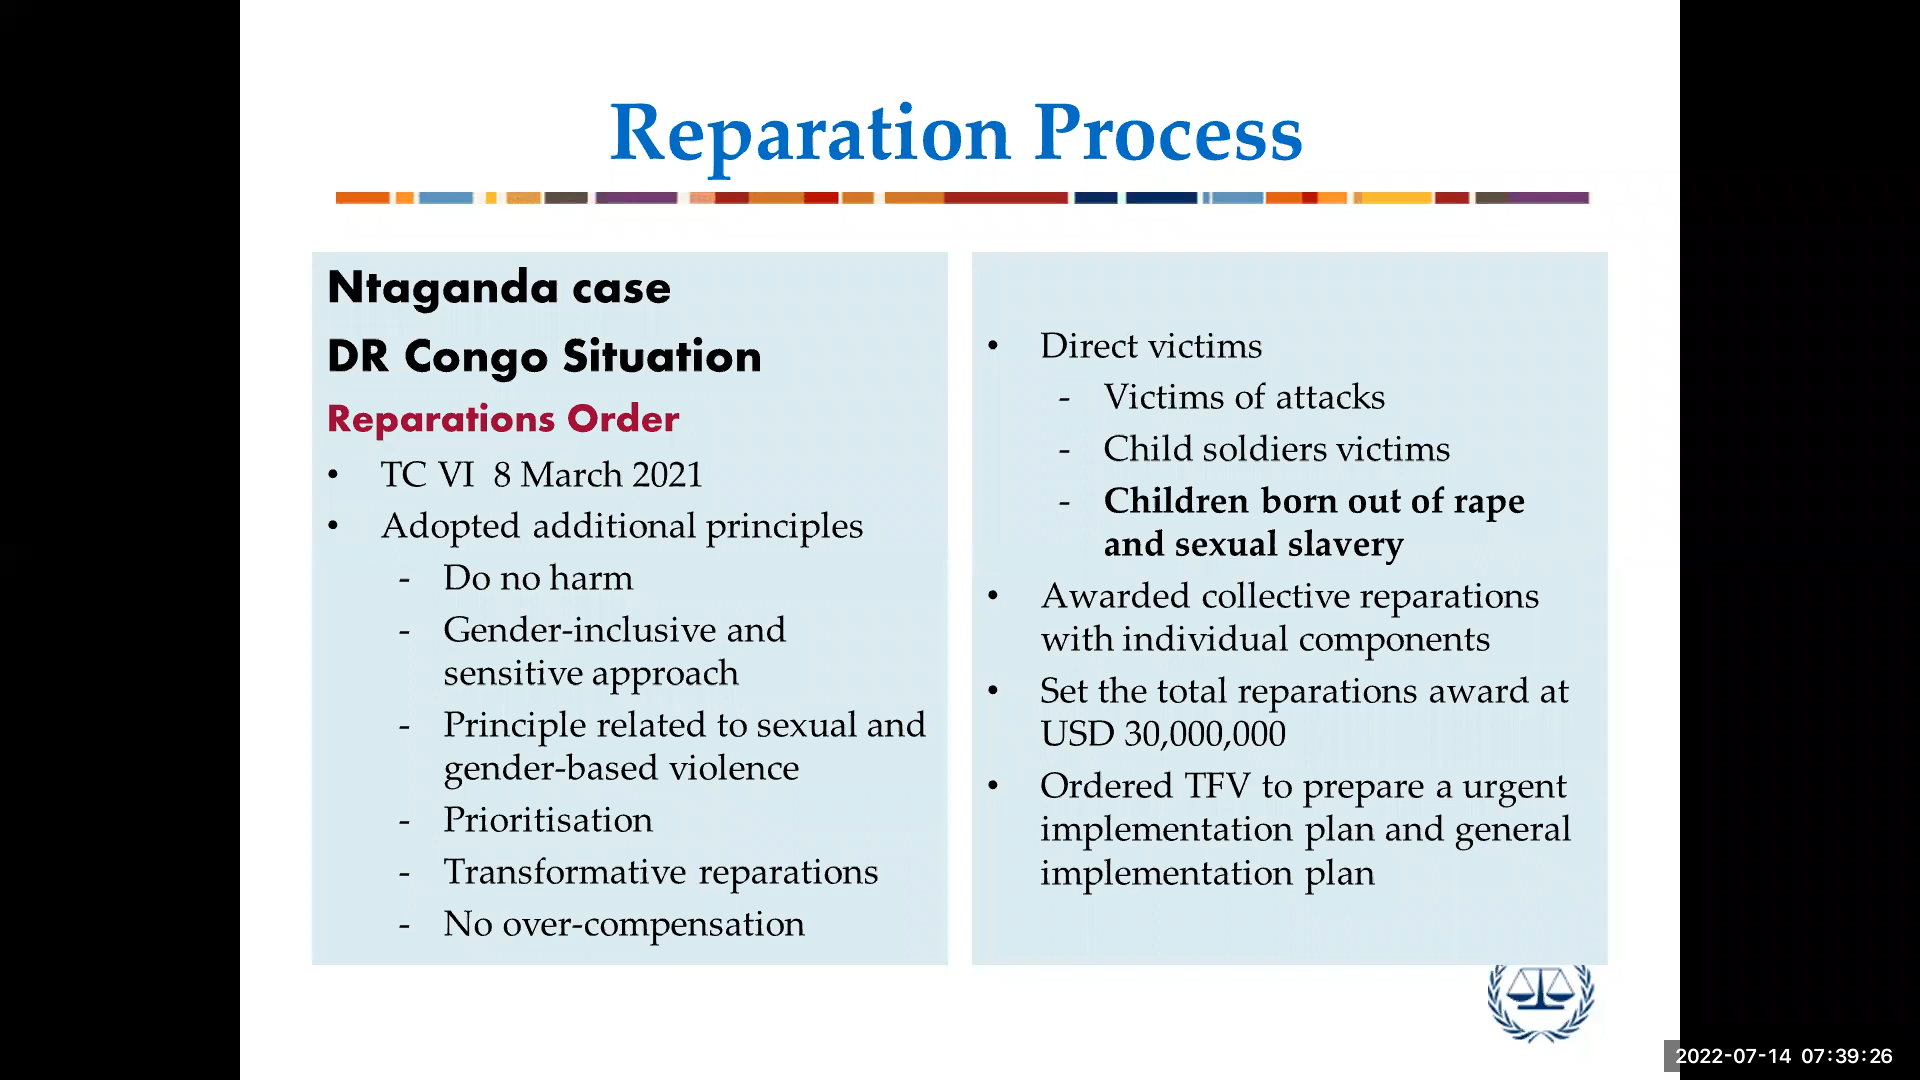 Reparation Process
Ntaganda case
DR Congo Situation
Reparations Order
• TC VI 8 March 2021
• Adopted additional principles
- Do no harm
- Gender-inclusive and
sensitive approach
- Principle related to sexual and
gender-based violence
- Prioritisation
- Transformative reparations
- No over-compensation
• Direct victims
- Victims of attacks
- Child soldiers victims
- Children born out of rape
and sexual slavery
• Awarded collective reparations
with individual components
• Set the total reparations award at
USD 30,000,000
• Ordered TFV to prepare a urgent
implementation plan and general
implementation plan
2022-07-14 07:39:26